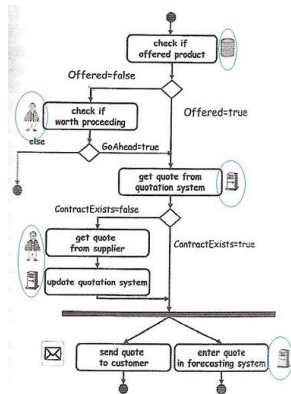 check if
offered product
Offered=false
check if
worth proceeding
Offered=true
else
GoAhead=true
get quote from
quotation system
ContractExists=false
get quote
from supplier
ContractExists=true
update quotation system
send quote
to customer
enter quote
in forecasting system